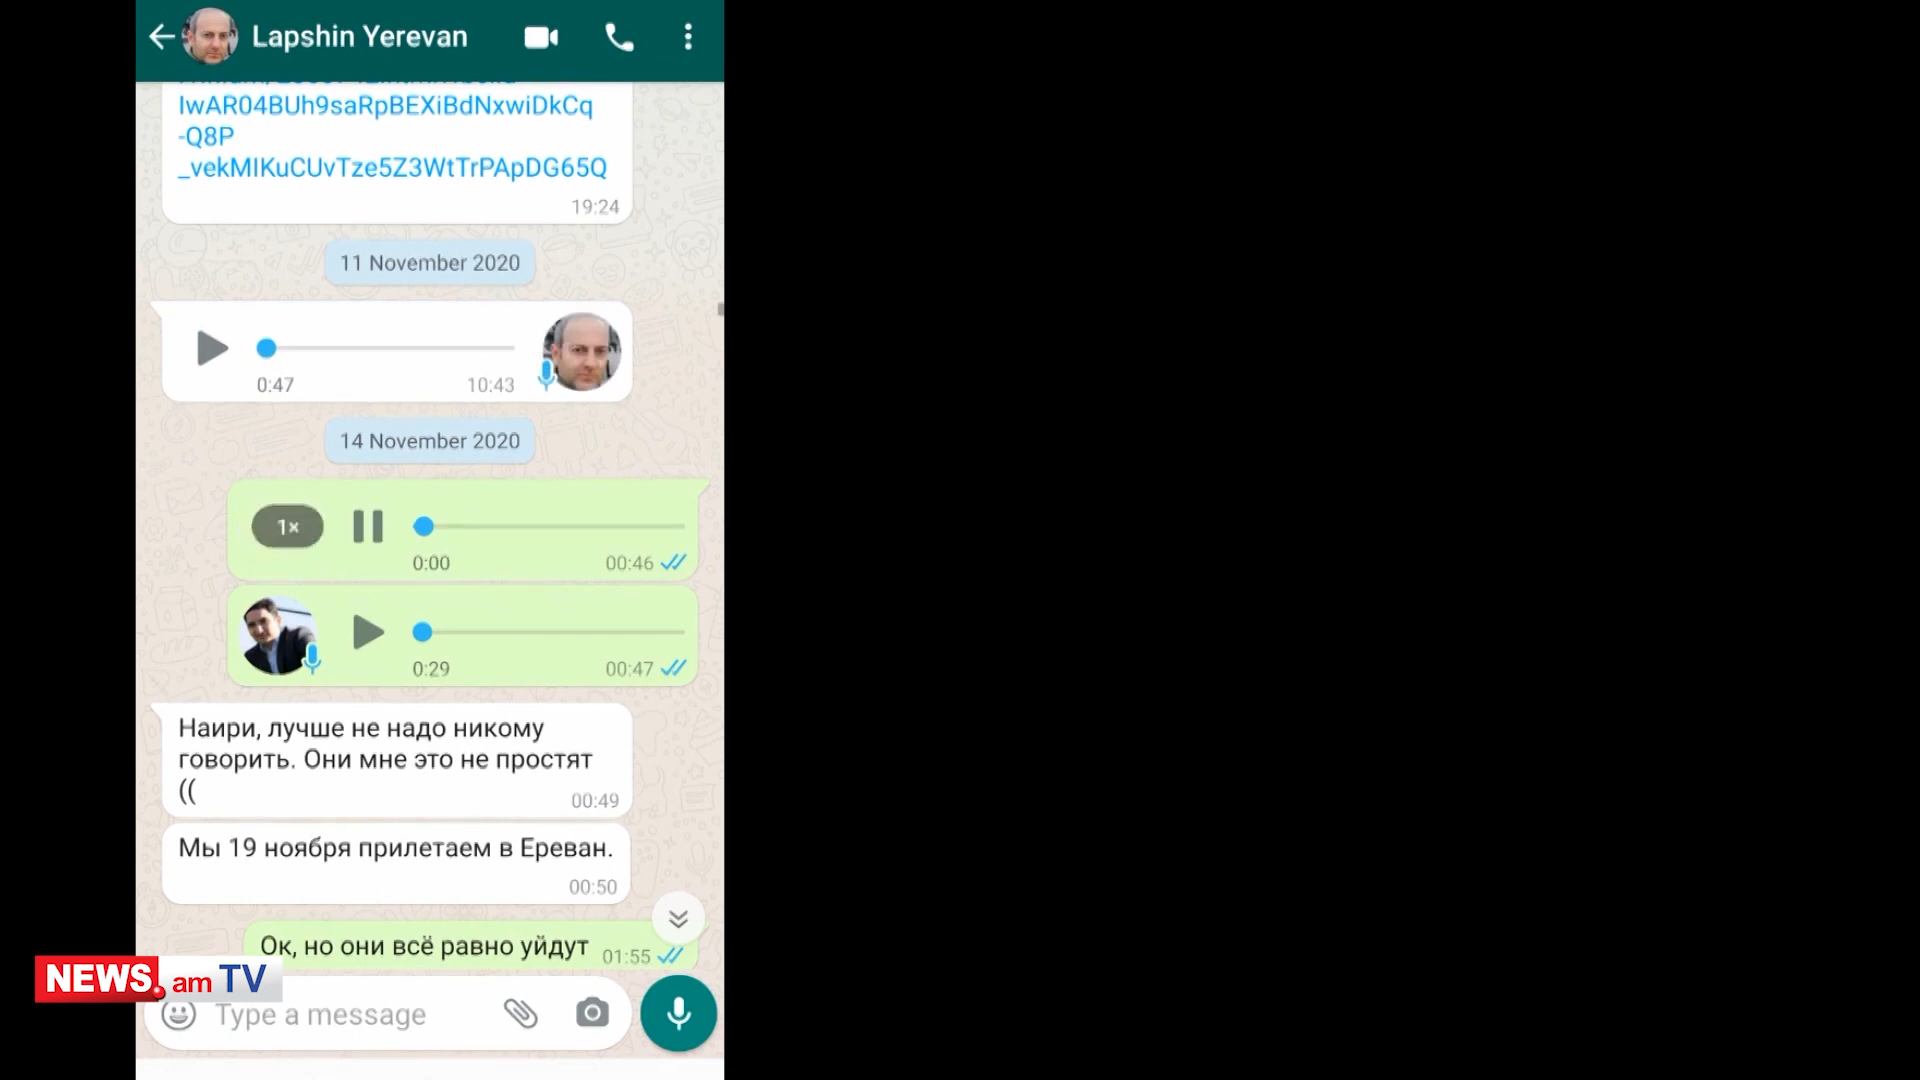 Lapshin Yerevan
IwAR04BUh9saRpBEXiBdNxwiDkCq
-Q8P
_vekMIKuCUvTze5Z3WtTrPApDG65Q
19:24
11 November 2020
0:47 10:43
14 November 2020
1×
0:00 00:46
0:29 00:47
Наири, лучше не надо никому
говорить. Они мне это не простят
((
00:49
Мы 19 ноября прилетаем в Ереван.
00:50
Ок, но они всё равно уйдут 01:55
NEWS.am TV
Type a message